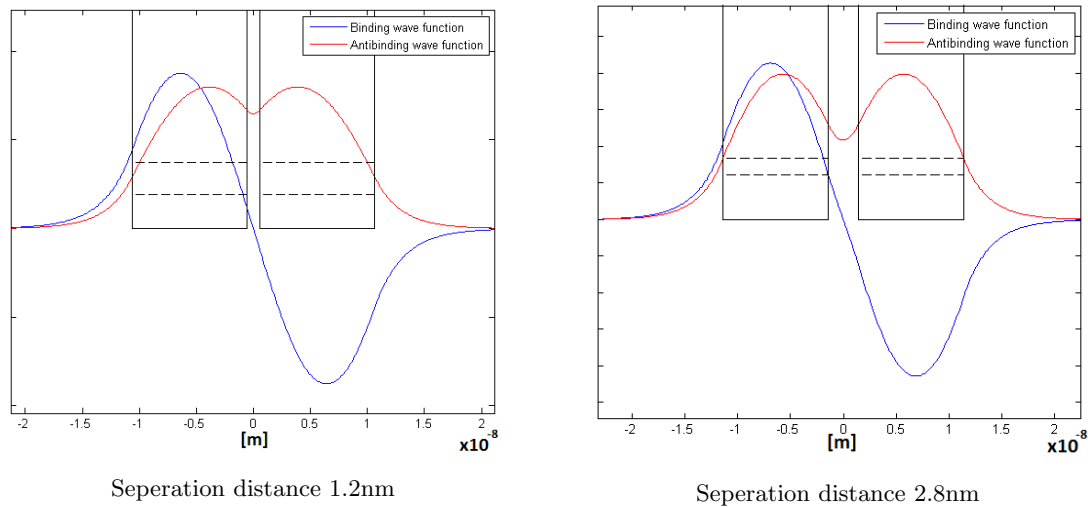 Binding wave function
Antibinding wave function
-2
-1.5
-1
-0.5
0
0.5
1
1.5
2
[m]
x10-8
Seperation distance 1.2nm
Binding wave function
Antibinding wave function
-2
-1.5
-1
-0.5
0
0.5
1
1.5
2
[m]
x10-8
Seperation distance 2.8nm